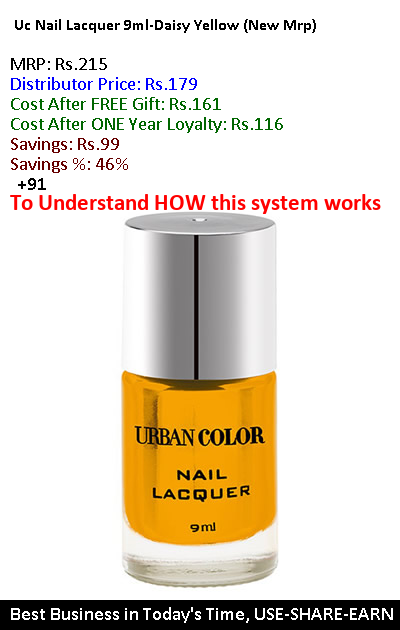 Uc Nail Lacquer 9ml-Daisy Yellow (New Mrp)
MRP: Rs.215
Distributor Price: Rs.179
Cost After FREE Gift: Rs.161
Cost After ONE Year Loyalty: Rs.116
Savings: Rs.99
Savings %: 46%
+91
To Understand HOW this system works
URBAN COLOR
NAIL
LACQUER
9ml
Best Business in Today's Time, USE-SHARE-EARN